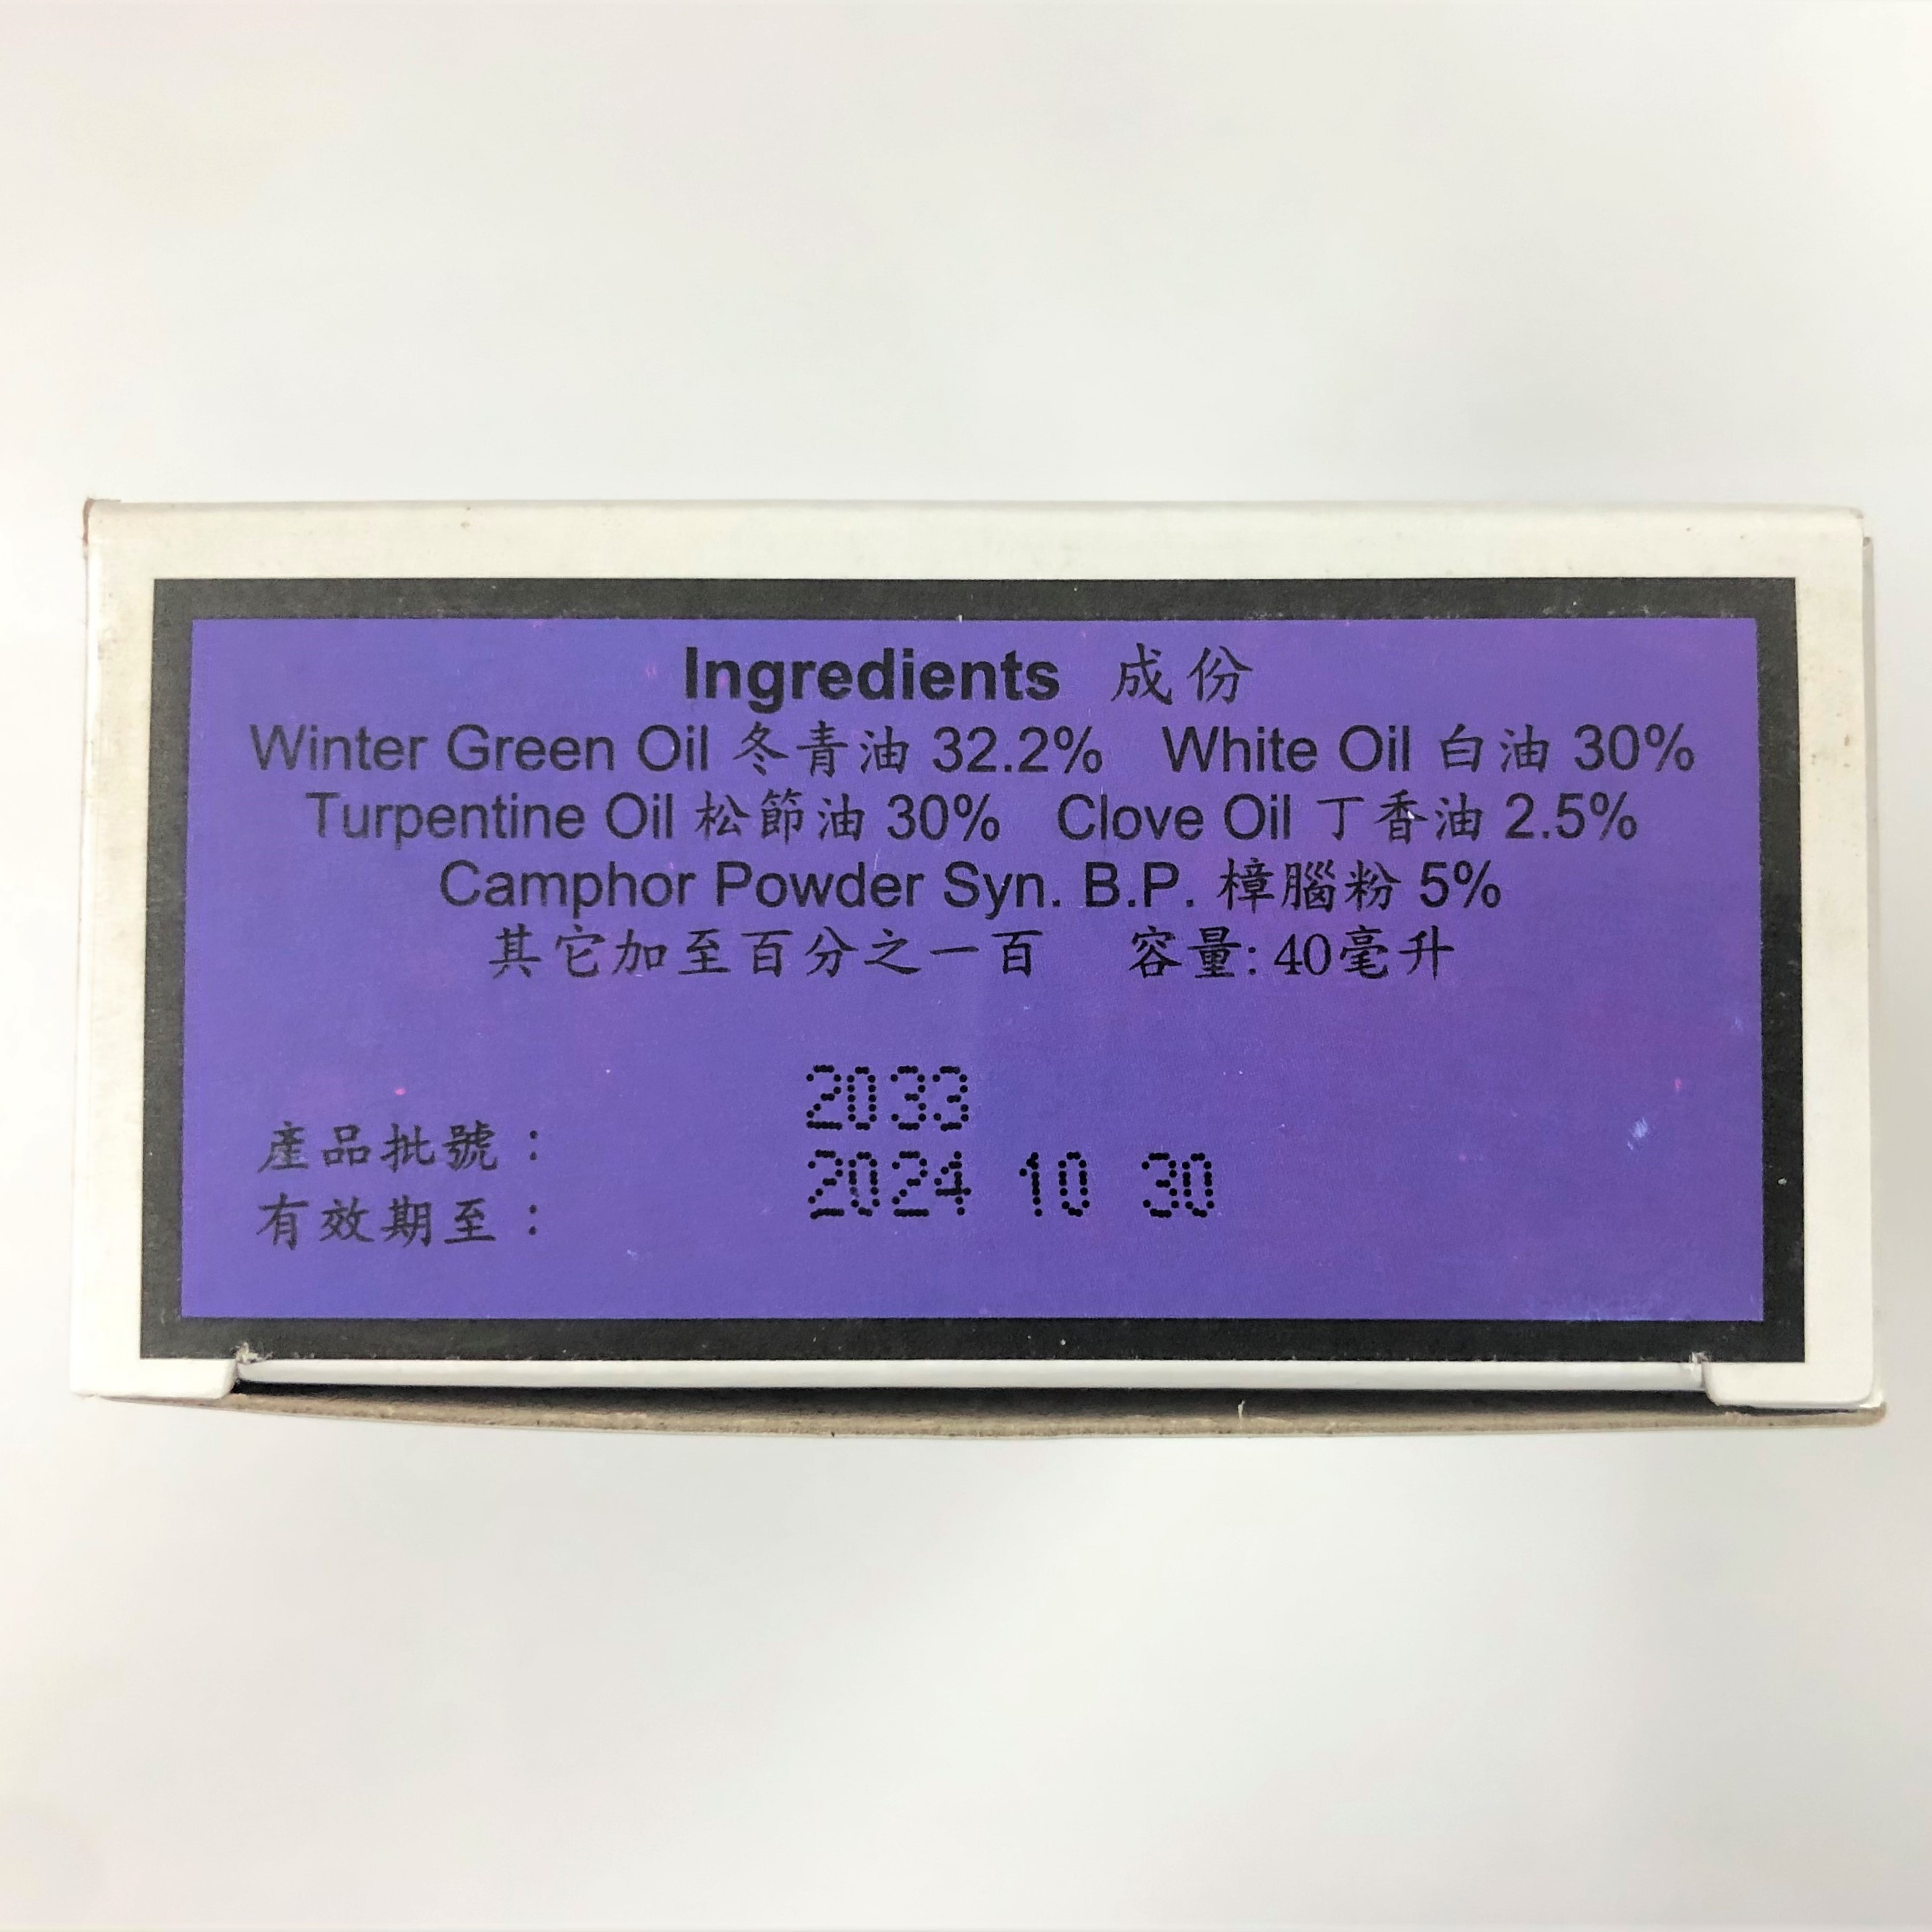 Ingredients 成份
Winter Green Oil 冬青油 32.2% White Oil 白油 30%
Turpentine Oil 松節油 30% Clove Oil 丁香油 2.5%
Camphor Powder Syn. B.P. 樟腦粉 5%
其它加至百分之一百 容量: 40毫升
產品批號： 2033
有效期至： 2024 10 30